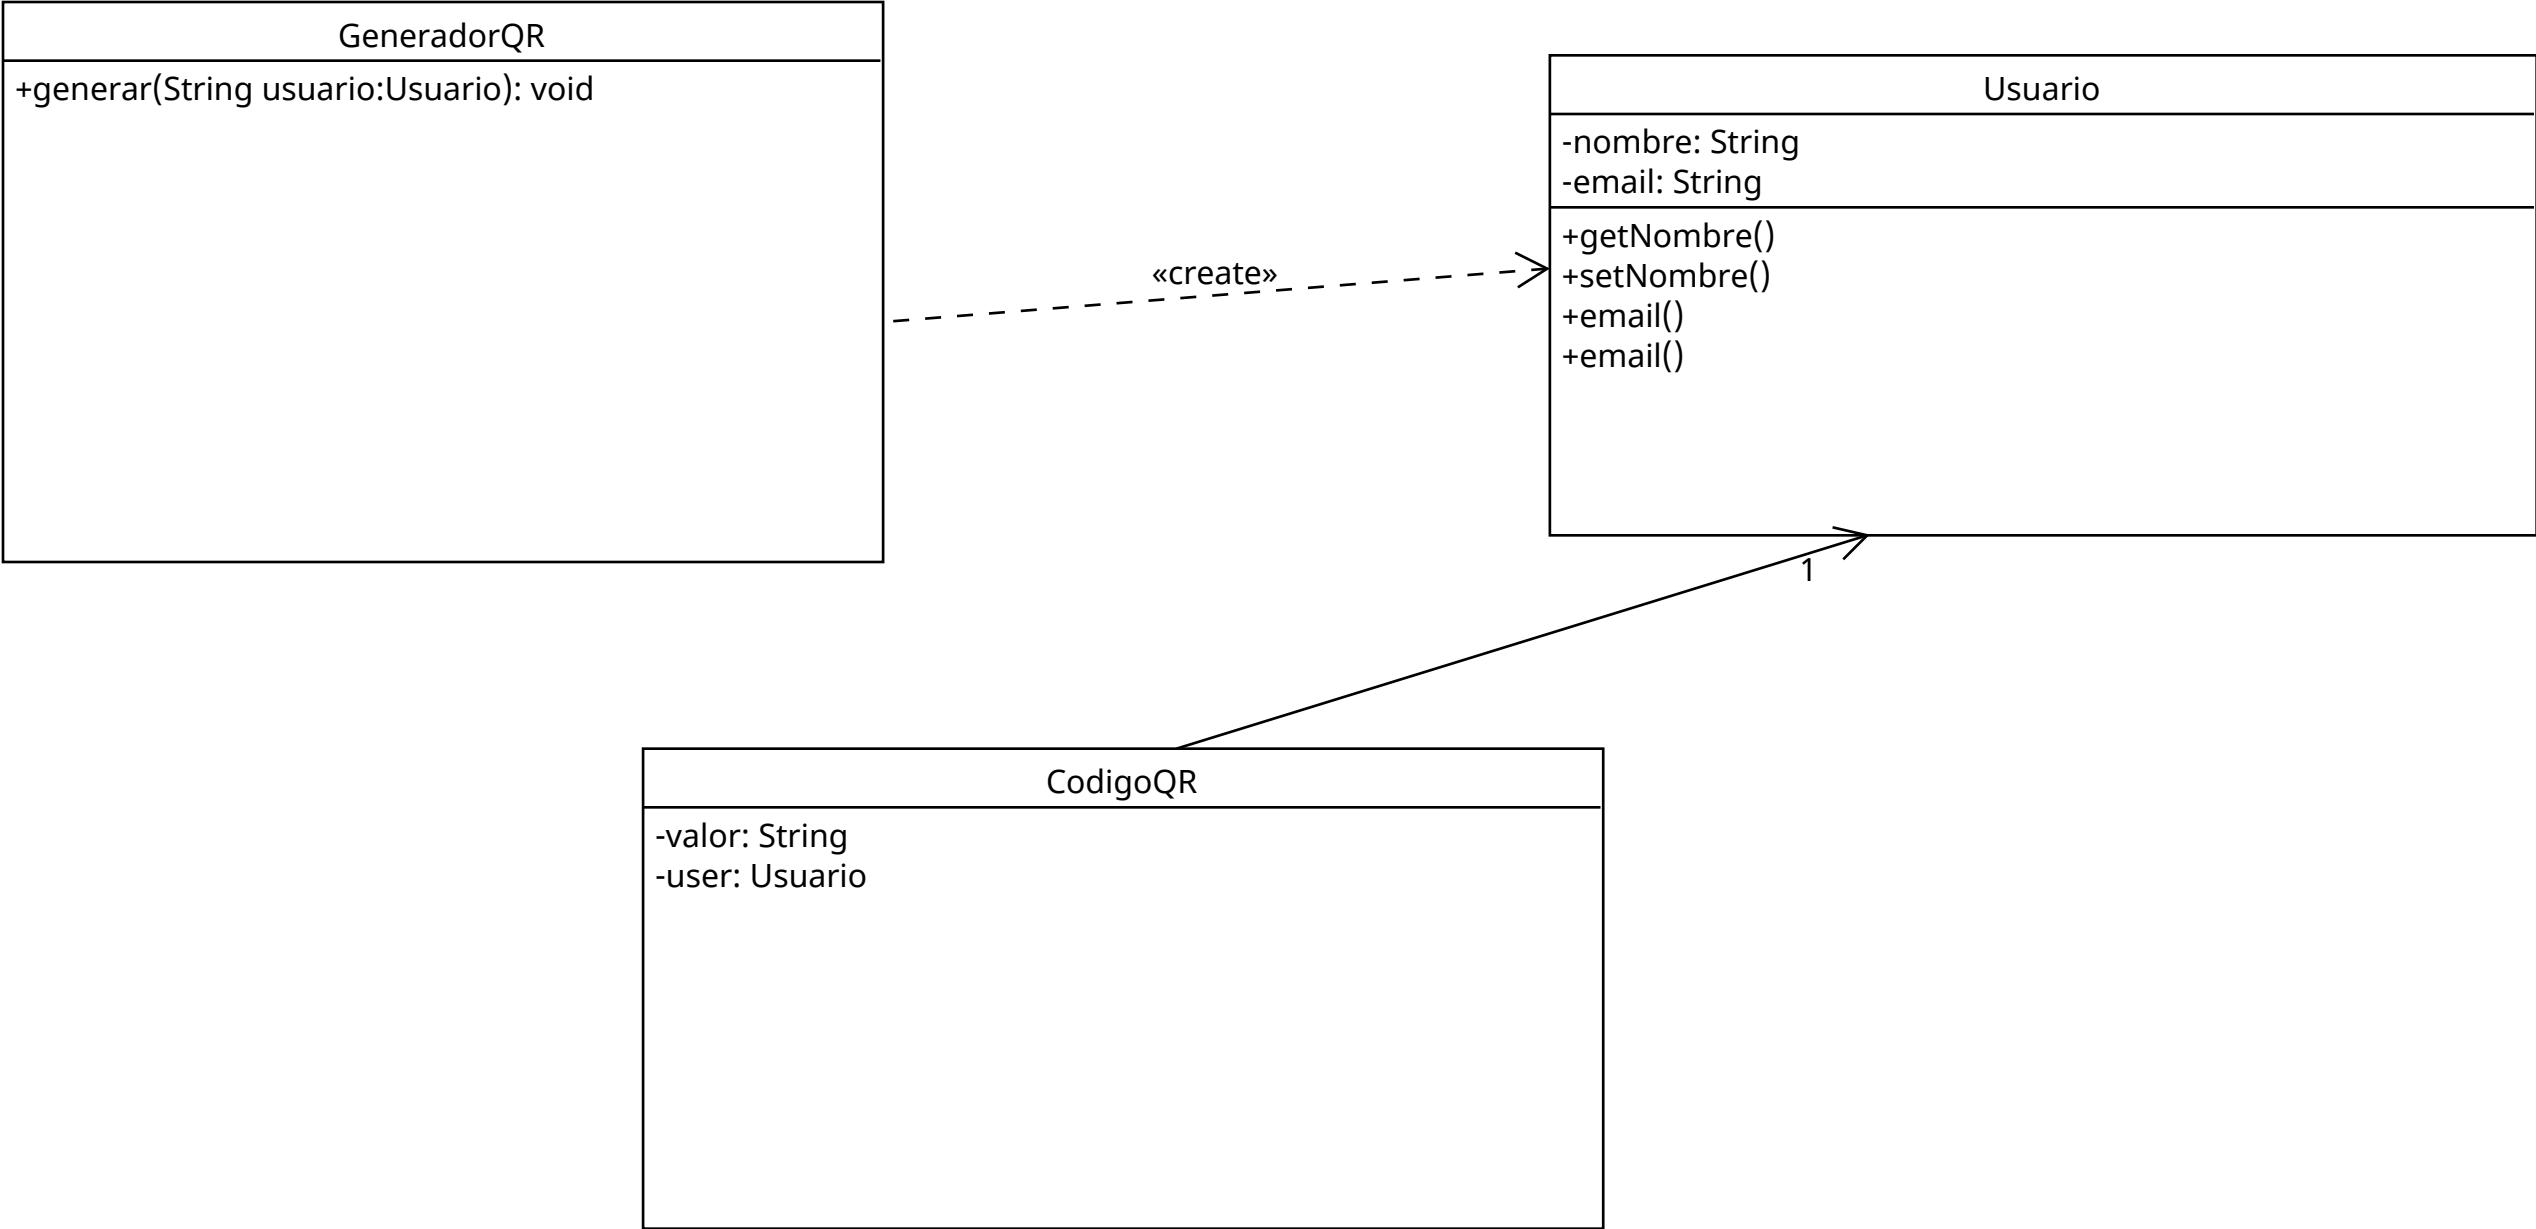 GeneradorQR
+generar(String usuario:Usuario): void
Usuario
-nombre: String
-email: String
+getNombre()
+setNombre()
+email()
+email()
«create»
1
CodigoQR
-valor: String
-user: Usuario